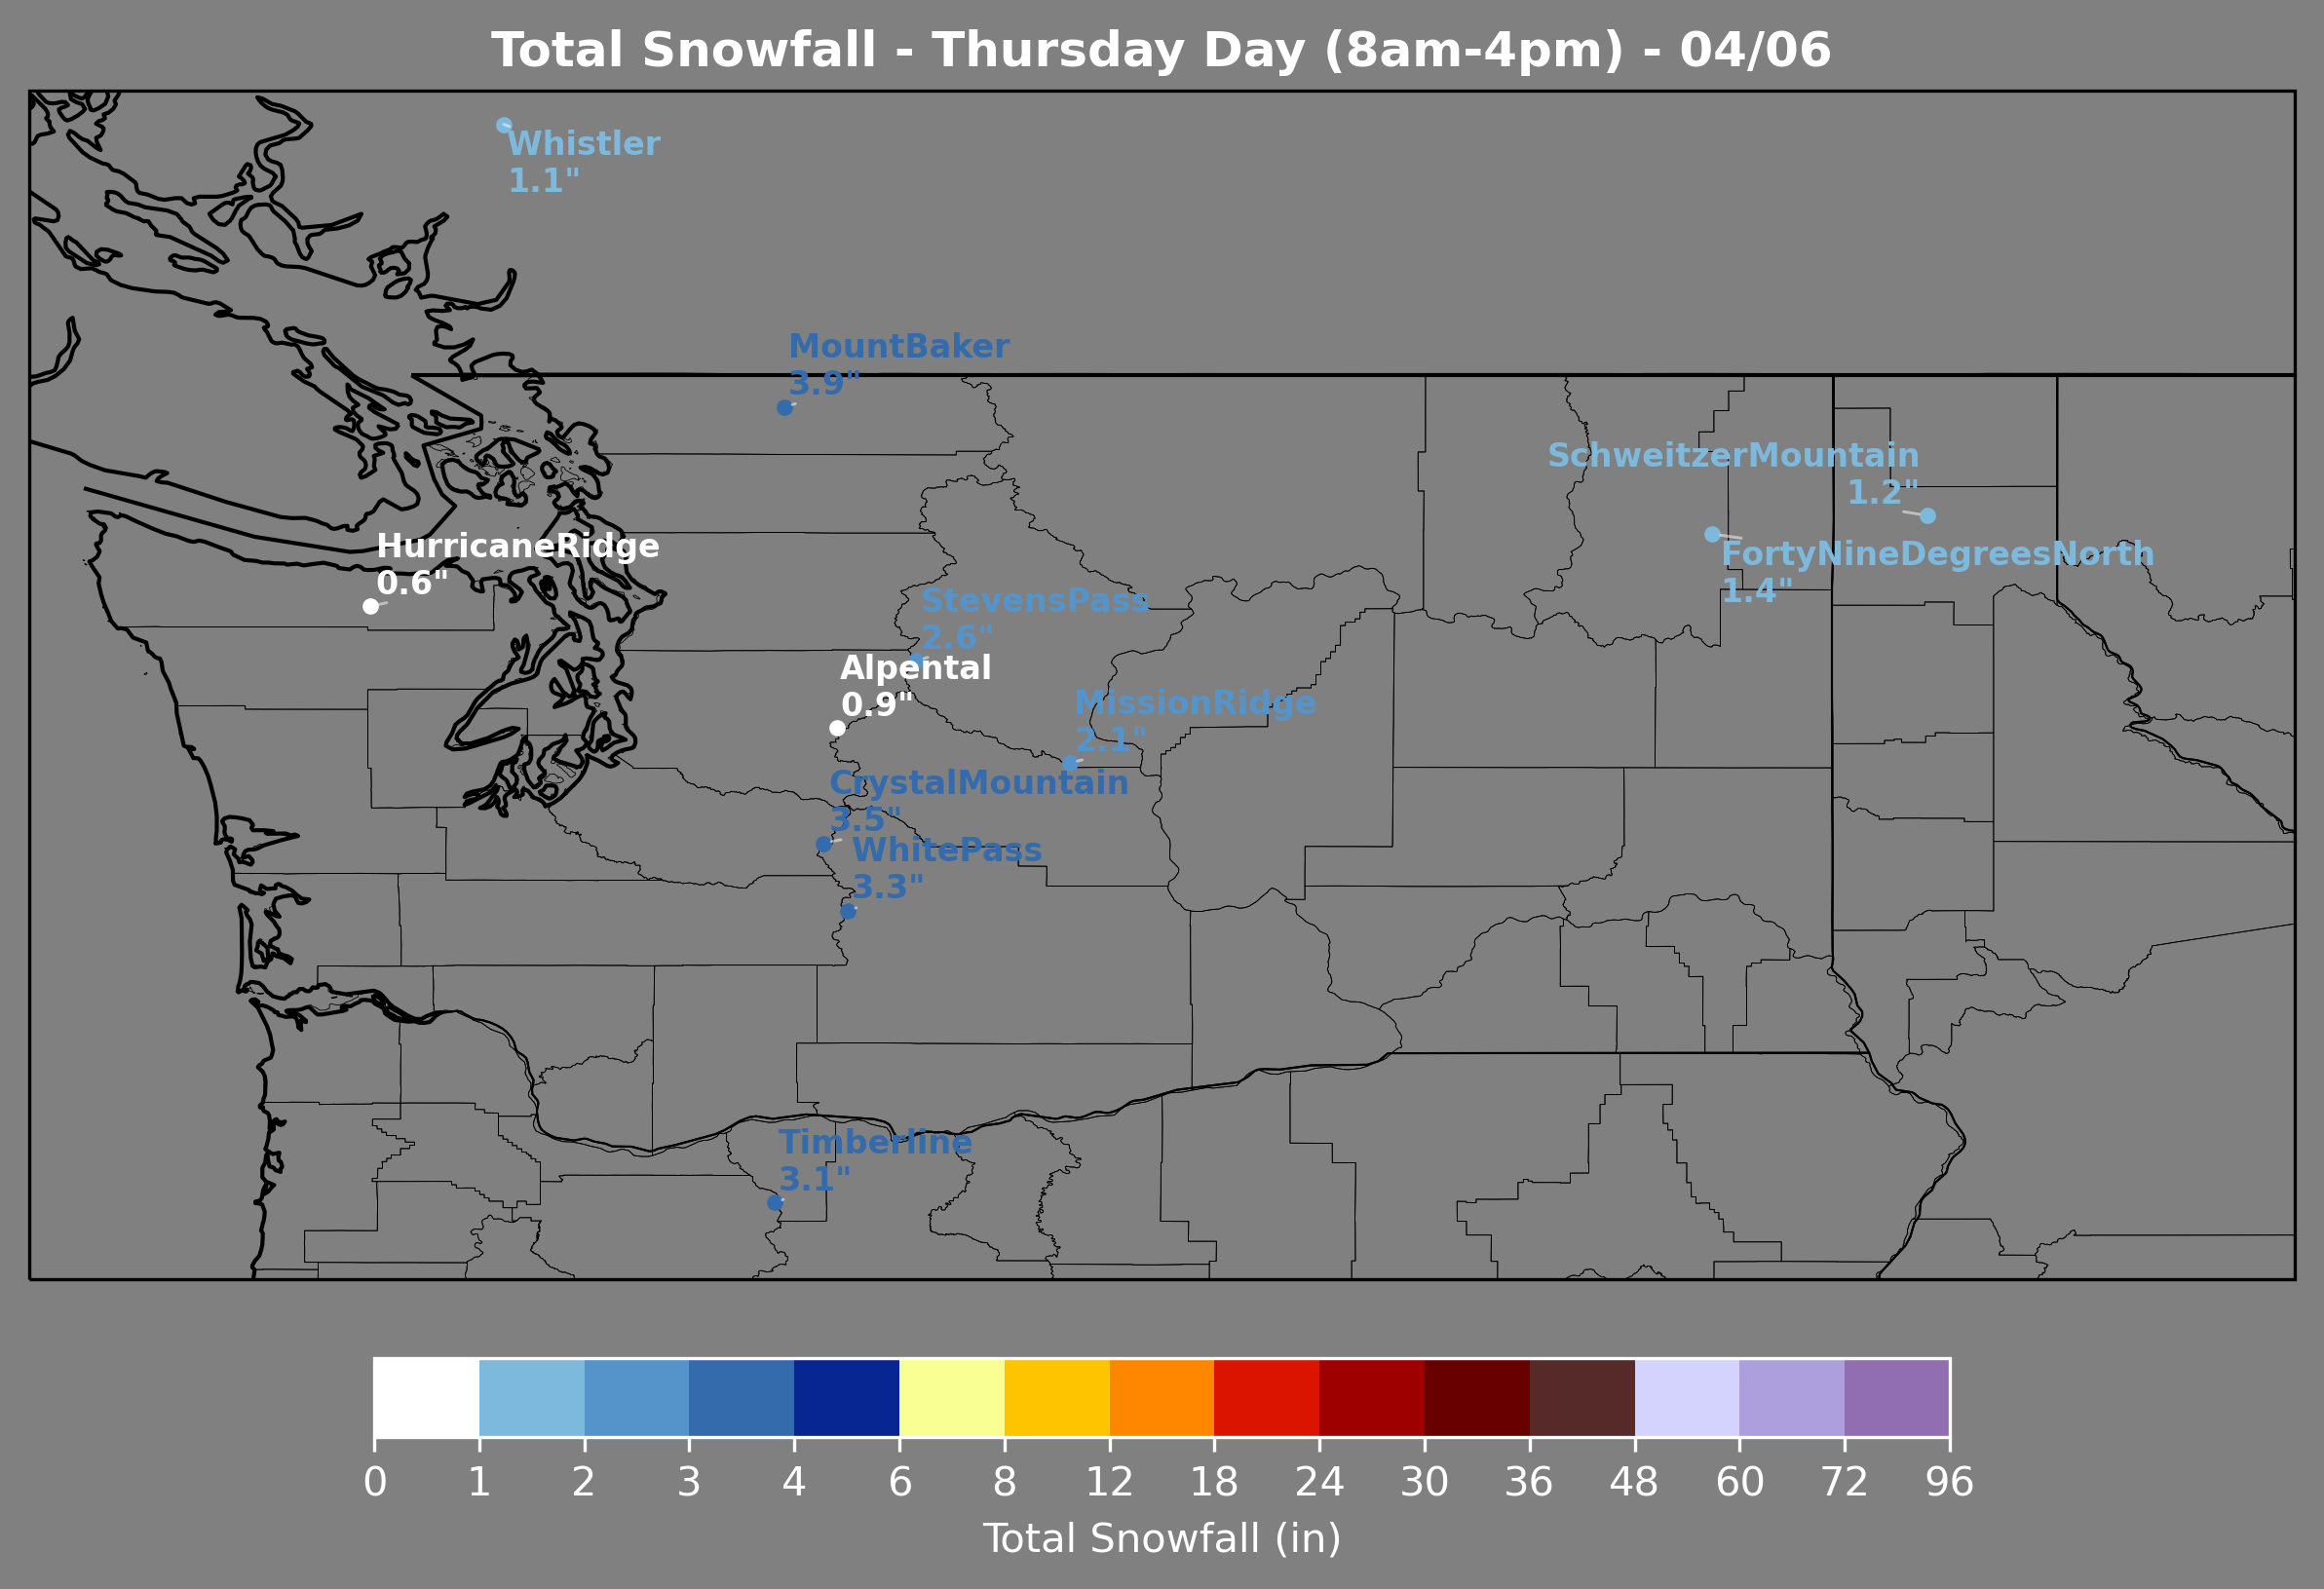 Total Snowfall - Thursday Day (8am-4pm) - 04/06
Whistler
1.1"
MountBaker
3.9"
SchweitzerMountain
1.2"
HurricaneRidge
0.6"
FortyNineDegreesNorth
1.4"
StevensPass
2.6"
Alpental
0.9"
MissionRidge
2.1"
CrystalMountain
3.5"
WhitePass
3.3"
Timberline
3.1"
0 1 2 3 4 6 8 12 18 24 30 36 48 60 72 96
Total Snowfall (in)